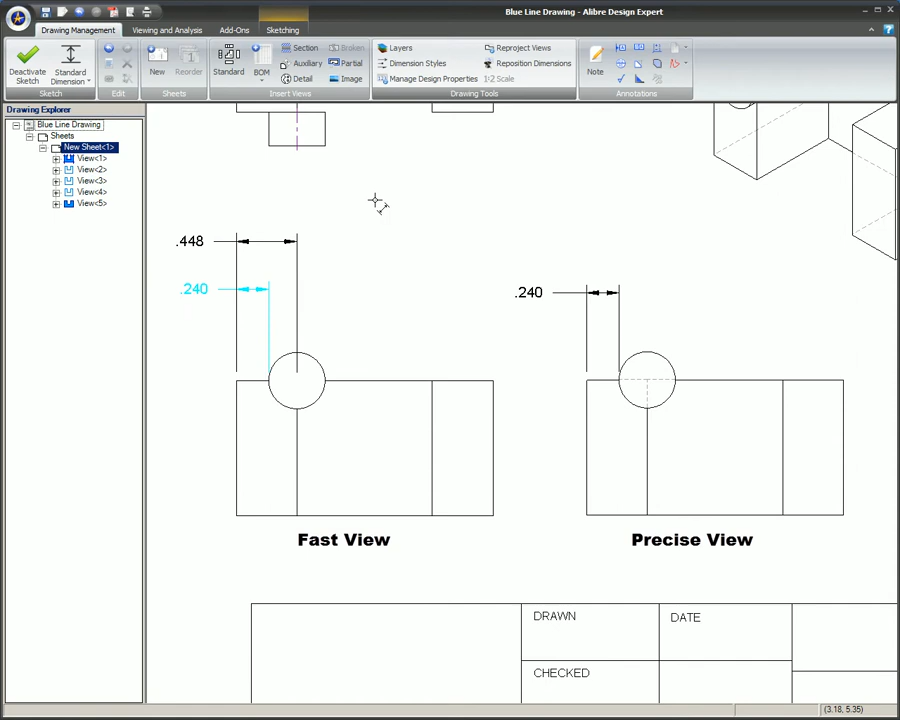 Blue Line Drawing - Alibre Design Expert
Drawing Management
Viewing and Analysis
Add-Ons
Sketching
Deactivate Sketch
Standard Dimension
New
Reorder
Standard
BOM
Section
Auxiliary
Detail
Broken
Partial
Image
Layers
Dimension Styles
Manage Design Properties
Reproject Views
Reposition Dimensions
1:2 Scale
Note
Sketch
Edit
Sheets
Insert Views
Drawing Tools
Annotations
Drawing Explorer
Blue Line Drawing
Sheets
New Sheet<1>
View<1>
View<2>
View<3>
View<4>
View<5>
.448
.240
.240
Fast View
Precise View
DRAWN
DATE
CHECKED
(3.18, 5.35)